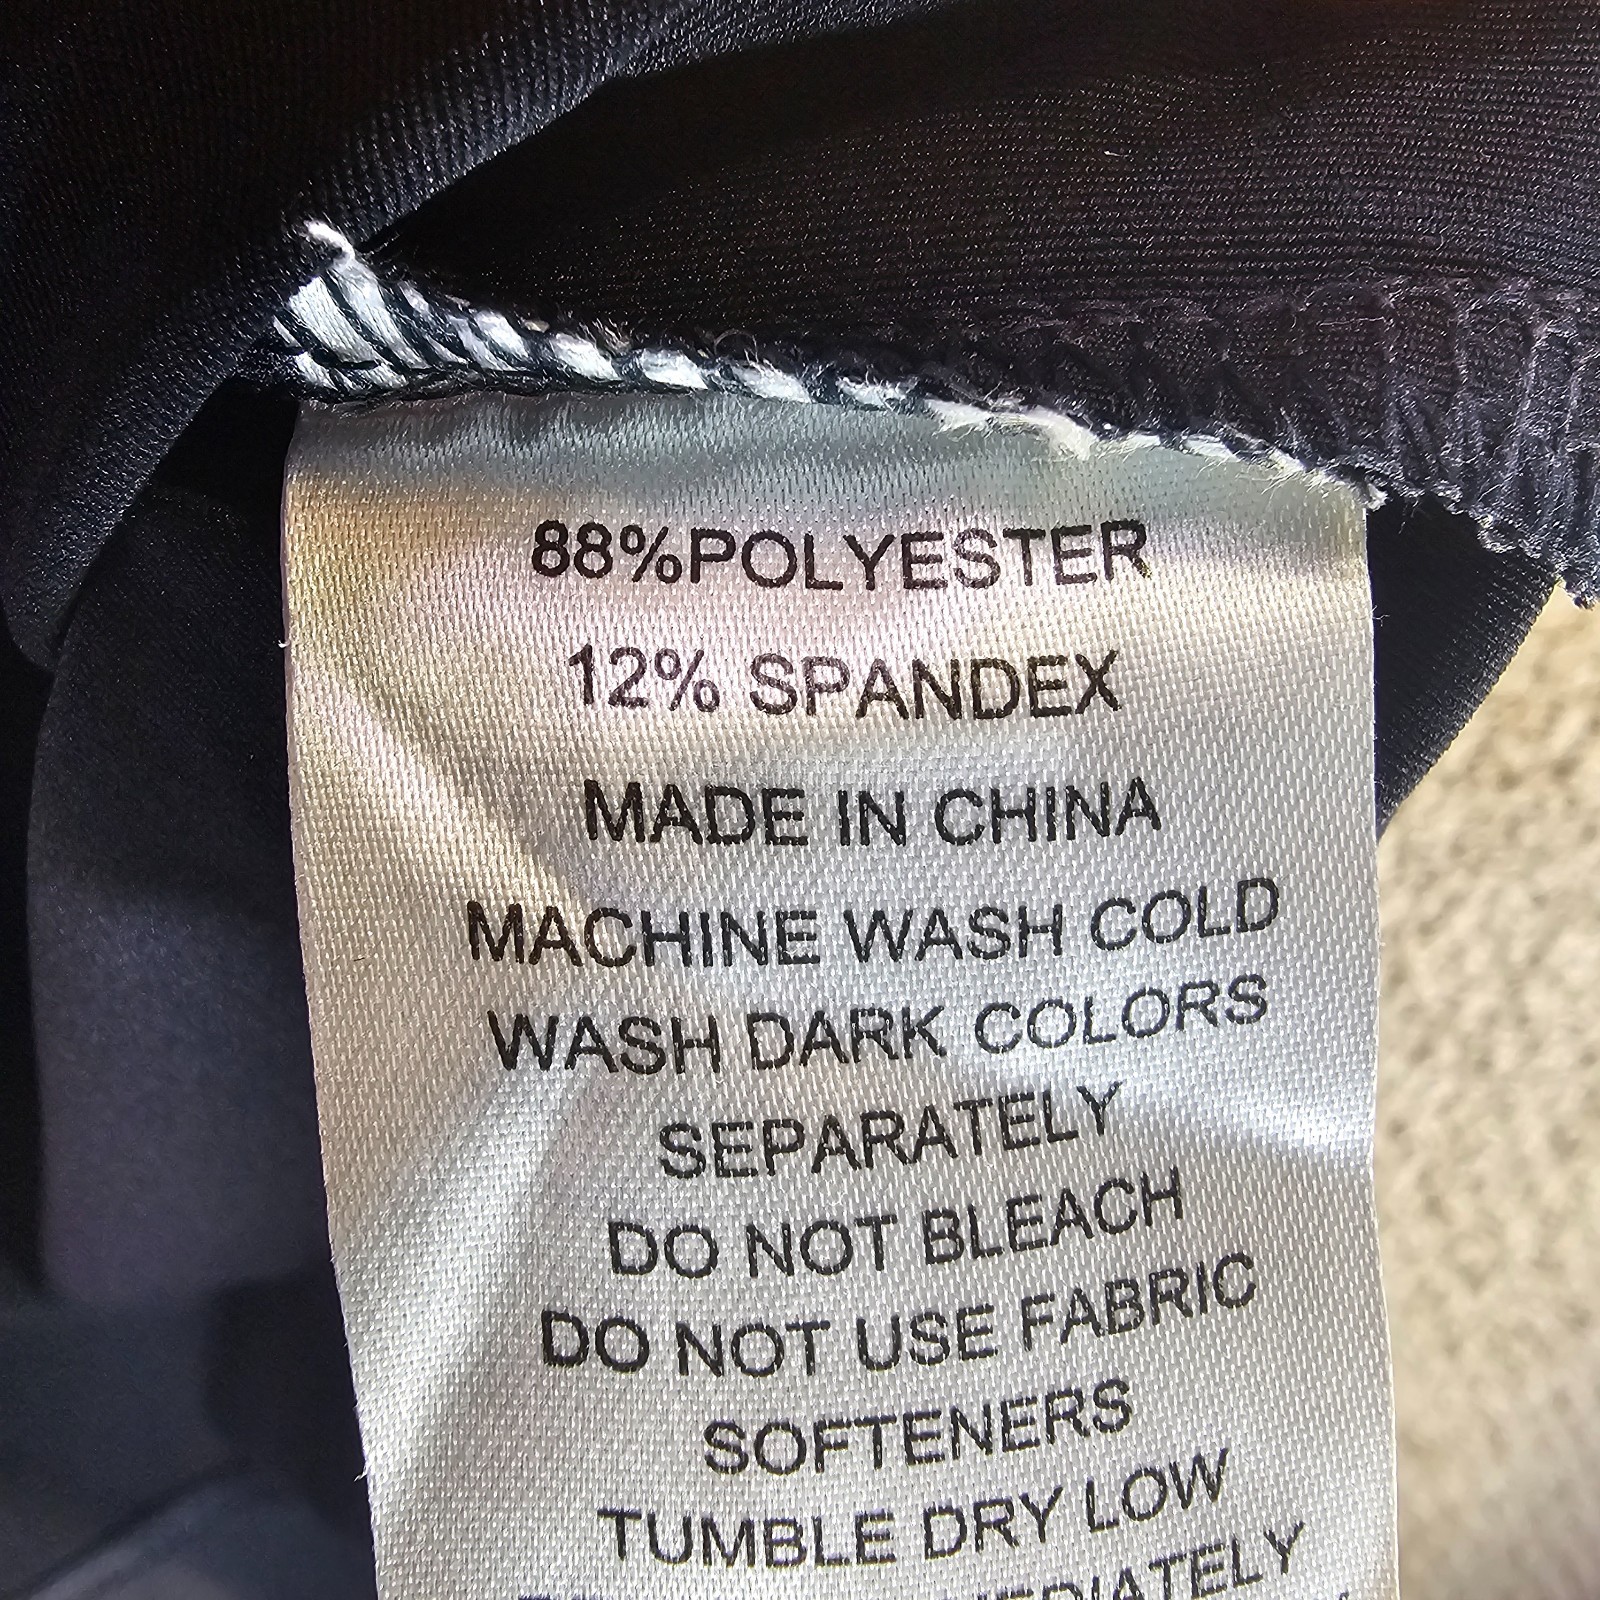 88%POLYESTER
12% SPANDEX
MADE IN CHINA
MACHINE WASH COLD
WASH DARK COLORS
SEPARATELY
DO NOT BLEACH
DO NOT USE FABRIC
SOFTENERS
TUMBLE DRY LOW